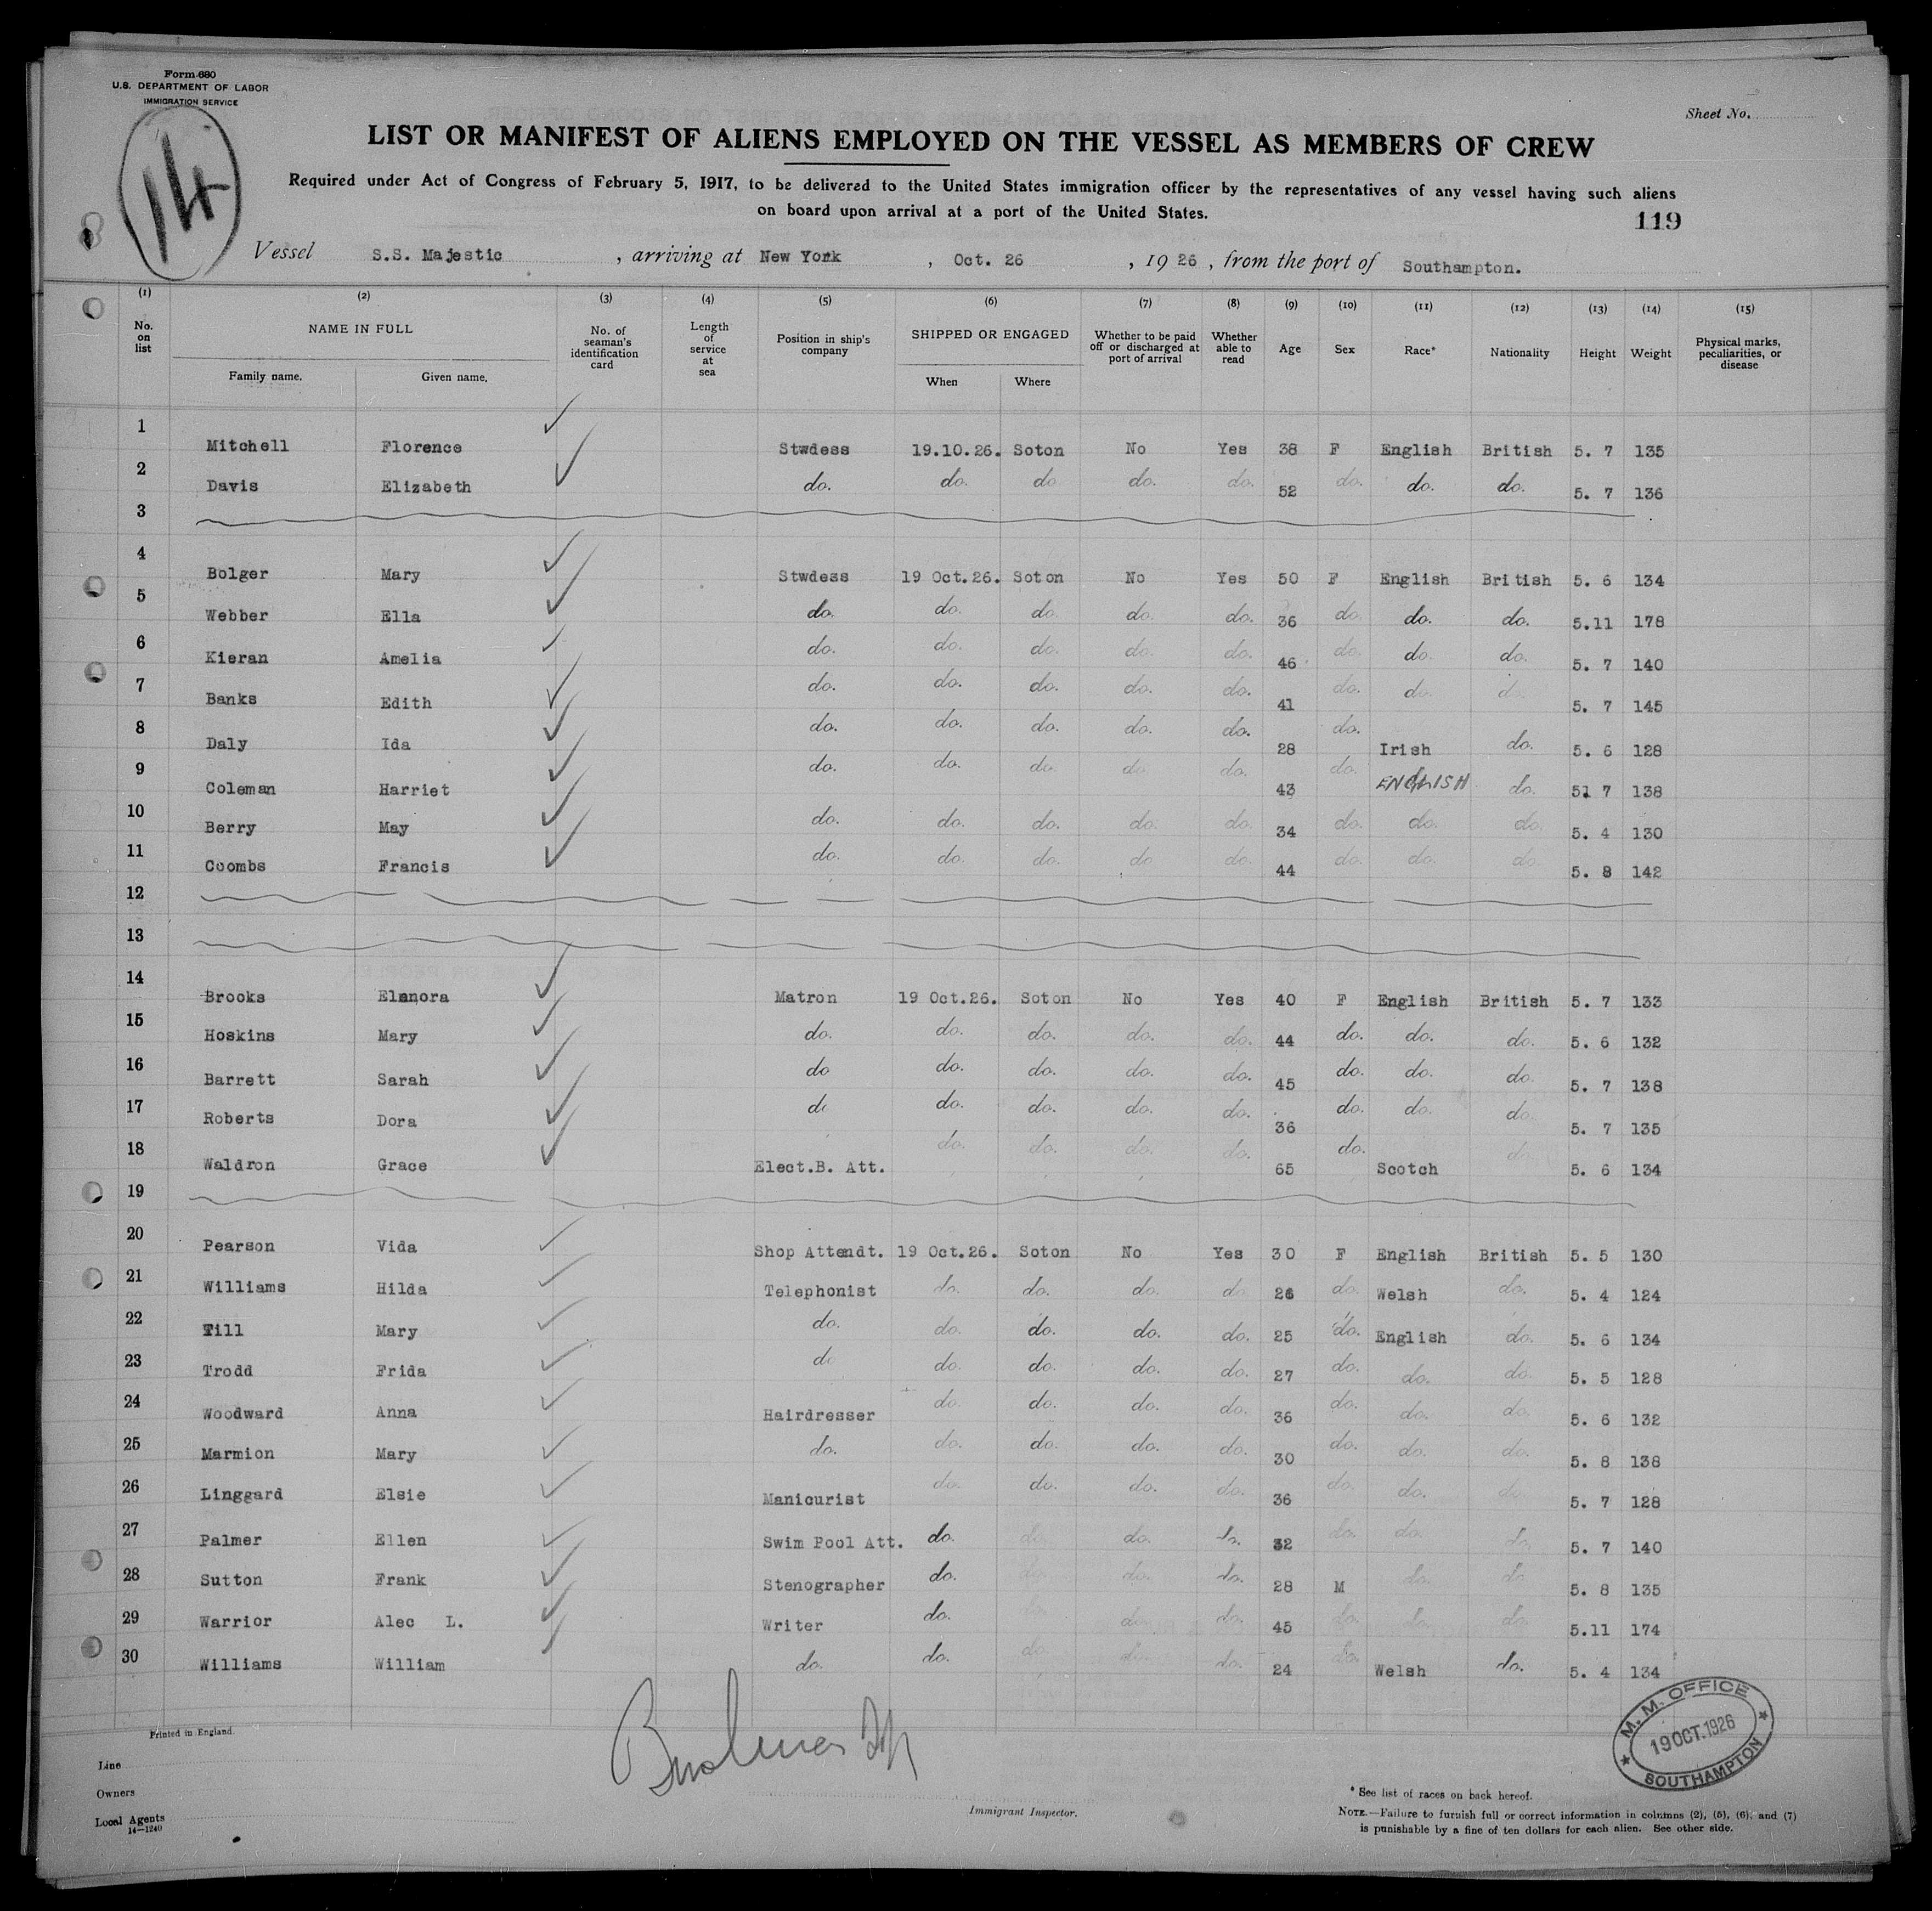 Form 680
U.S. DEPARTMENT OF LABOR
IMMIGRATION SERVICE
14
Sheet No.
LIST OR MANIFEST OF ALIENS EMPLOYED ON THE VESSEL AS MEMBERS OF CREW
Required under Act of Congress of February 5, 1917, to be delivered to the United States immigration officer by the representatives of any vessel having such aliens
on board upon arrival at a port of the United States.
119
Vessel S.S. Majestic , arriving at New York , Oct. 26 , 1926 , from the port of Southampton.
(1) (2) (3) (4) (5) (6) (7) (8) (9) (10) (11) (12) (13) (14) (15)
No. on list NAME IN FULL Family name. Given name. No. of seaman's identification card Length of service at sea Position in ship's company SHIPPED OR ENGAGED When Where Whether to be paid off or discharged at port of arrival Whether able to read Age Sex Race* Nationality Height Weight Physical marks, peculiarities, or disease
1 Mitchell Florence Stwdess 19.10.26. Soton No Yes 38 F English British 5. 7 135
2 Davis Elizabeth do. do. do. do. do. 52 do. do. do. 5. 7 136
3
4 Bolger Mary Stwdess 19 Oct.26. Soton No Yes 50 F English British 5. 6 134
5 Webber Ella do. do. do. do. do. 36 do. do. do. 5.11 178
6 Kieran Amelia do. do. do. do. do. 46 do. do. do. 5. 7 140
7 Banks Edith do. do. do. do. do. 41 do. do. do. 5. 7 145
8 Daly Ida do. do. do. do. do. 28 do. Irish do. 5. 6 128
9 Coleman Harriet do. do. do. do. do. 43 do. ENGLISH do. 51 7 138
10 Berry May do. do. do. do. do. 34 do. do. do. 5. 4 130
11 Coombs Francis do. do. do. do. do. 44 do. do. do. 5. 8 142
12
13
14 Brooks Elanora Matron 19 Oct.26. Soton No Yes 40 F English British 5. 7 133
15 Hoskins Mary do. do. do. do. do. 44 do. do. do. 5. 6 132
16 Barrett Sarah do do. do. do. do. 45 do. do. do. 5. 7 138
17 Roberts Dora do do. do. do. do. 36 do. do. do. 5. 7 135
18 Waldron Grace Elect.B. Att. do. do. do. do. 65 do. Scotch do. 5. 6 134
19
20 Pearson Vida Shop Attendt. 19 Oct.26. Soton No Yes 30 F English British 5. 5 130
21 Williams Hilda Telephonist do. do. do. do 26 do. Welsh do. 5. 4 124
22 Till Mary do. do. do. do. do. 25 do. English do. 5. 6 134
23 Trodd Frida do do. do. do. do. 27 do. do. do. 5. 5 128
24 Woodward Anna Hairdresser do. do. do. do. 36 do. do. do. 5. 6 132
25 Marmion Mary do. do. do. do. do. 30 do. do. do. 5. 8 138
26 Linggard Elsie Manicurist do. do. do. do. 36 do. do. do. 5. 7 128
27 Palmer Ellen Swim Pool Att. do. do. do. do. 32 do. do. do. 5. 7 140
28 Sutton Frank Stenographer do. do. do. do. 28 M do. do. 5. 8 135
29 Warrior Alec L. Writer do. do. do. do. 45 do. do. do. 5.11 174
30 Williams William do. do. do. do. do. 24 do. Welsh do. 5. 4 134
M. M. OFFICE
19 OCT. 1926
SOUTHAMPTON
Printed in England.
Line
Owners
Local Agents
14—1240
Immigrant Inspector.
* See list of races on back hereof.
NOTE.—Failure to furnish full or correct information in columns (2), (5), (6), and (7)
is punishable by a fine of ten dollars for each alien. See other side.